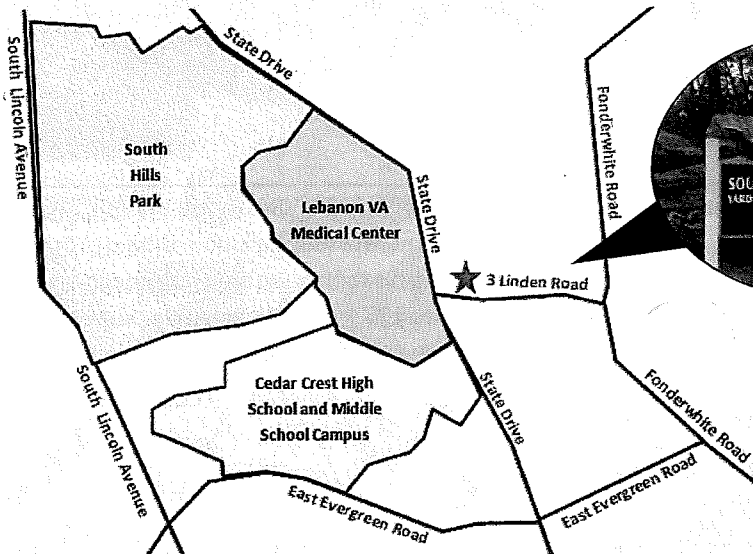 South Lincoln Avenue
State Drive
South
Hills
Park
Lebanon VA
Medical Center
State Drive
Fonderwhite Road
SOU
3 Linden Road
Cedar Crest High
School and Middle
School Campus
South Lincoln Avenue
State Drive
Fonderwhite Road
East Evergreen Road
East Evergreen Road